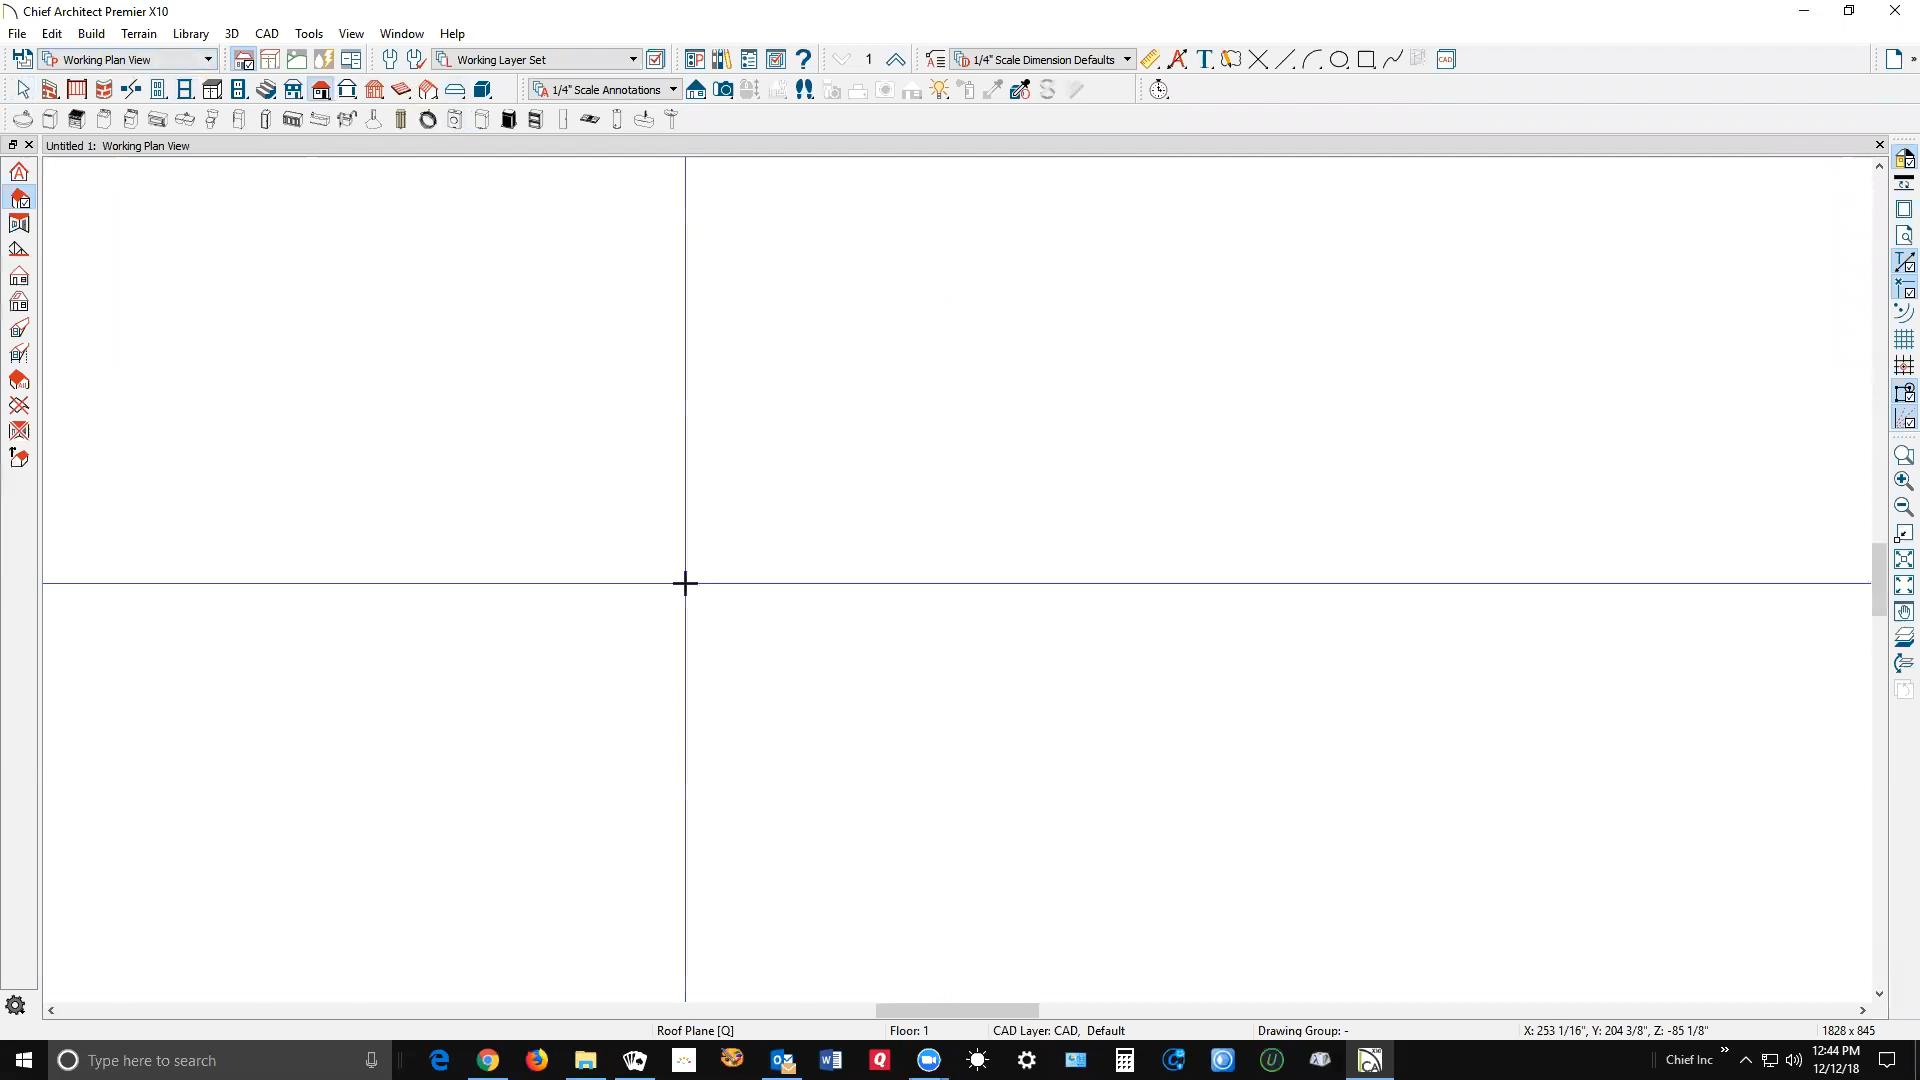 Chief Architect Premier X10
File Edit Build Terrain Library 3D CAD Tools View Window Help
Working Plan View Working Layer Set 1 1/4" Scale Dimension Defaults T CAD
1/4" Scale Annotations
Untitled 1: Working Plan View
Roof Plane [Q] Floor: 1 CAD Layer: CAD, Default Drawing Group: - X: 253 1/16", Y: 204 3/8", Z: -85 1/8" 1828 x 845
Type here to search Chief Inc 12:44 PM
12/12/18